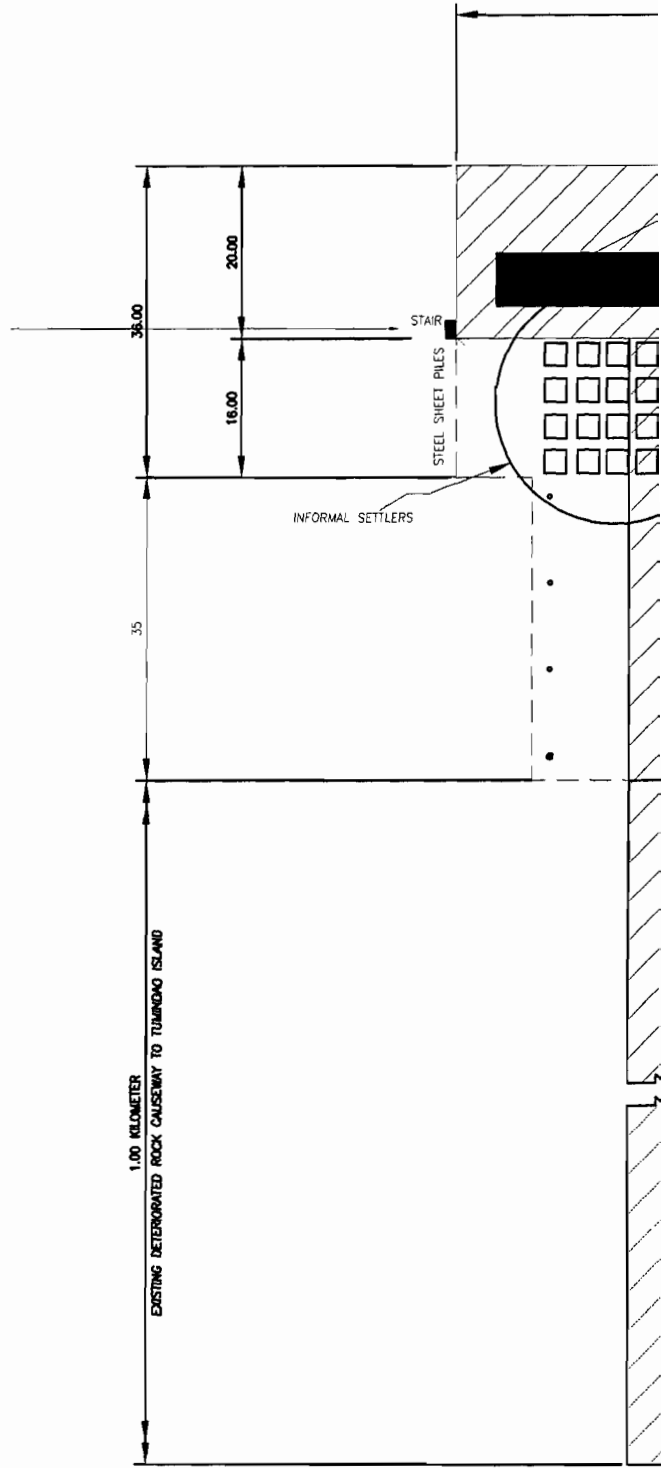 20.00
36.00
STAIR
STEEL SHEET PILES
16.00
INFORMAL SETTLERS
35
1.00 KILOMETER
EXISTING DETERIORATED ROCK CAUSEWAY TO TUMINDAO ISLAND